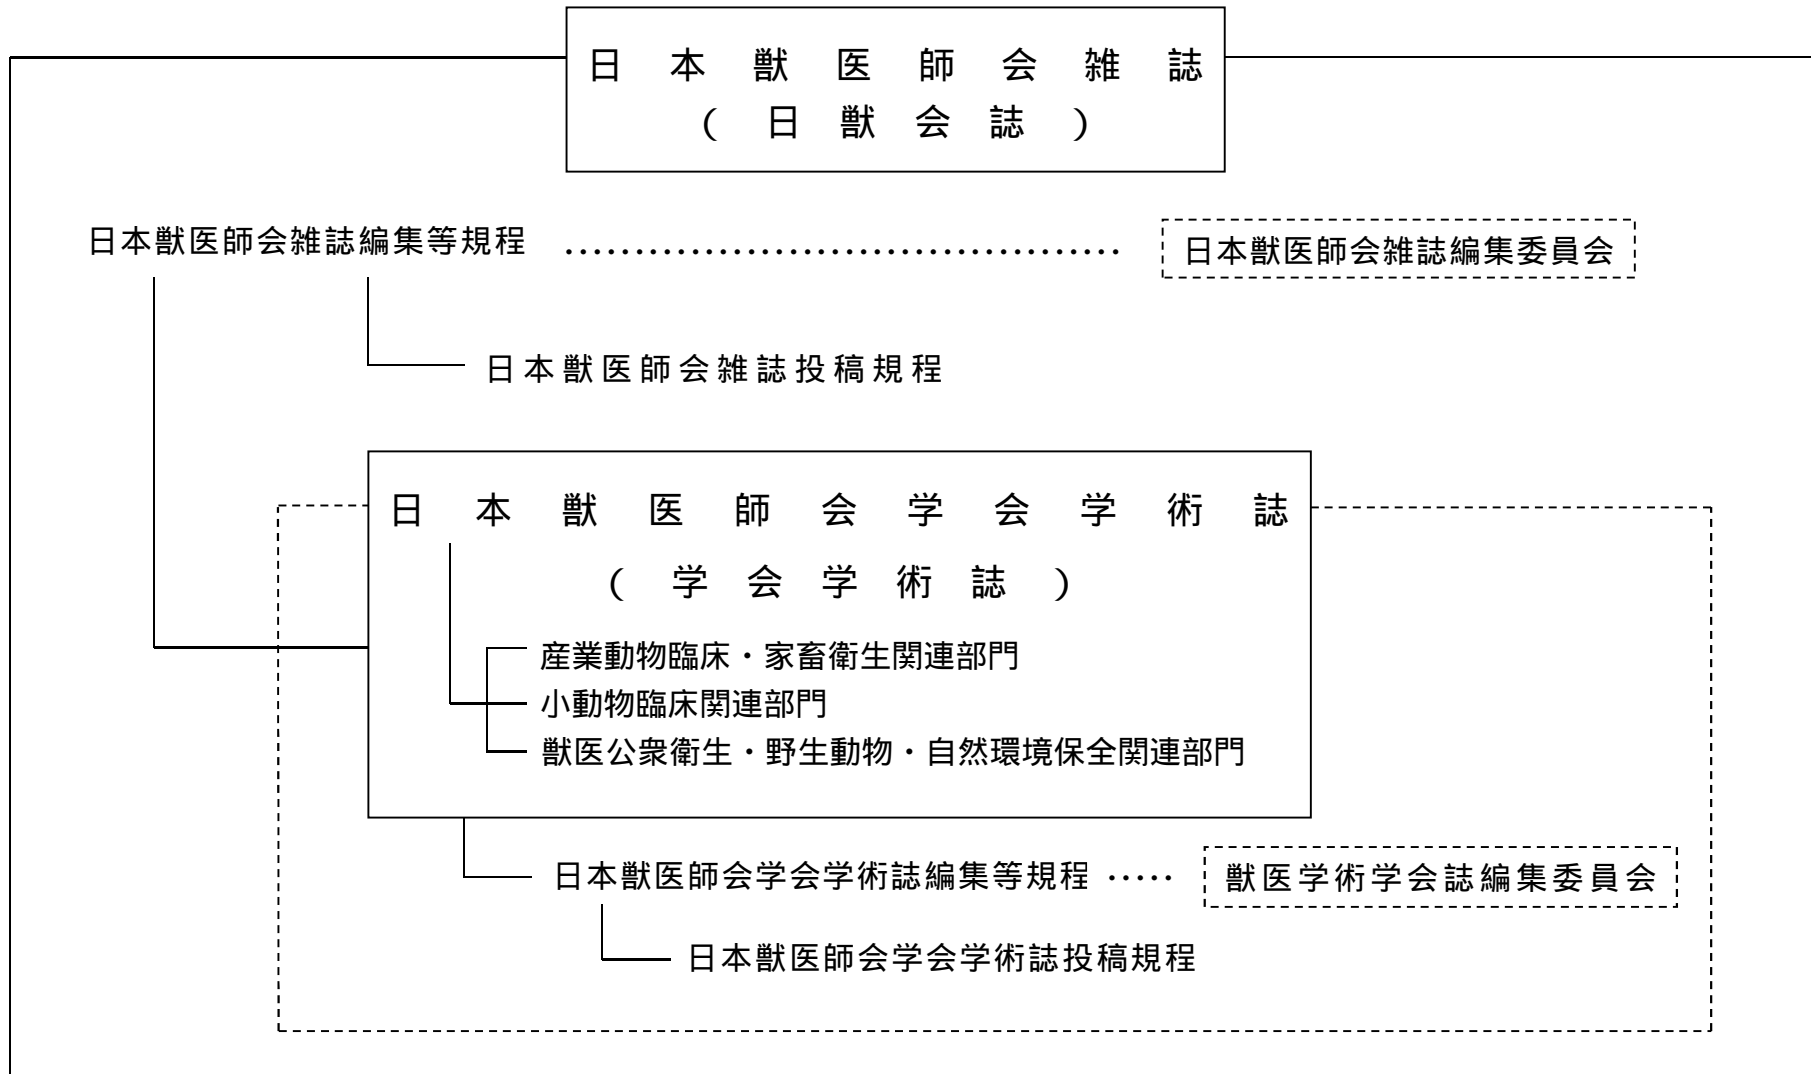 日本獣医師会雑誌
(日獣会誌)
日本獣医師会雑誌編集等規程 ‥‥‥‥‥‥‥‥‥‥‥‥‥‥‥‥‥‥‥‥ 日本獣医師会雑誌編集委員会
日本獣医師会雑誌投稿規程
日本獣医師会学会学術誌
(学会学術誌)
産業動物臨床・家畜衛生関連部門
小動物臨床関連部門
獣医公衆衛生・野生動物・自然環境保全関連部門
日本獣医師会学会学術誌編集等規程 ‥‥・ 獣医学術学会誌編集委員会
日本獣医師会学会学術誌投稿規程